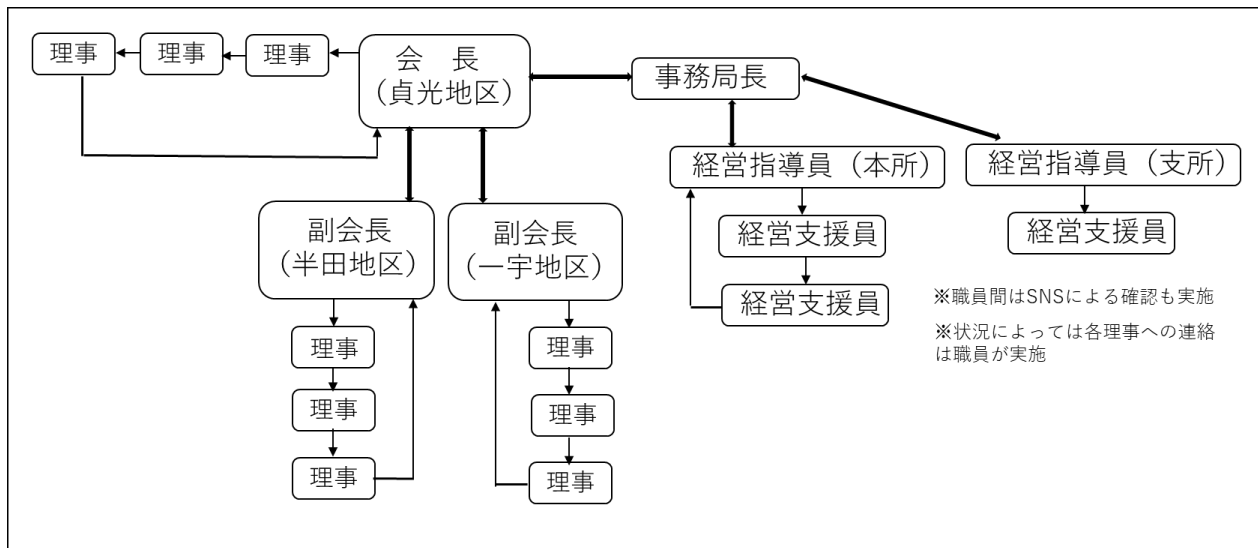 理事
理事
理事
会　長
（貞光地区）
事務局長
経営指導員（本所）
経営指導員（支所）
経営支援員
経営支援員
経営支援員
副会長
（半田地区）
副会長
（一宇地区）
理事
理事
理事
理事
理事
理事
※職員間はSNSによる確認も実施
※状況によっては各理事への連絡
は職員が実施